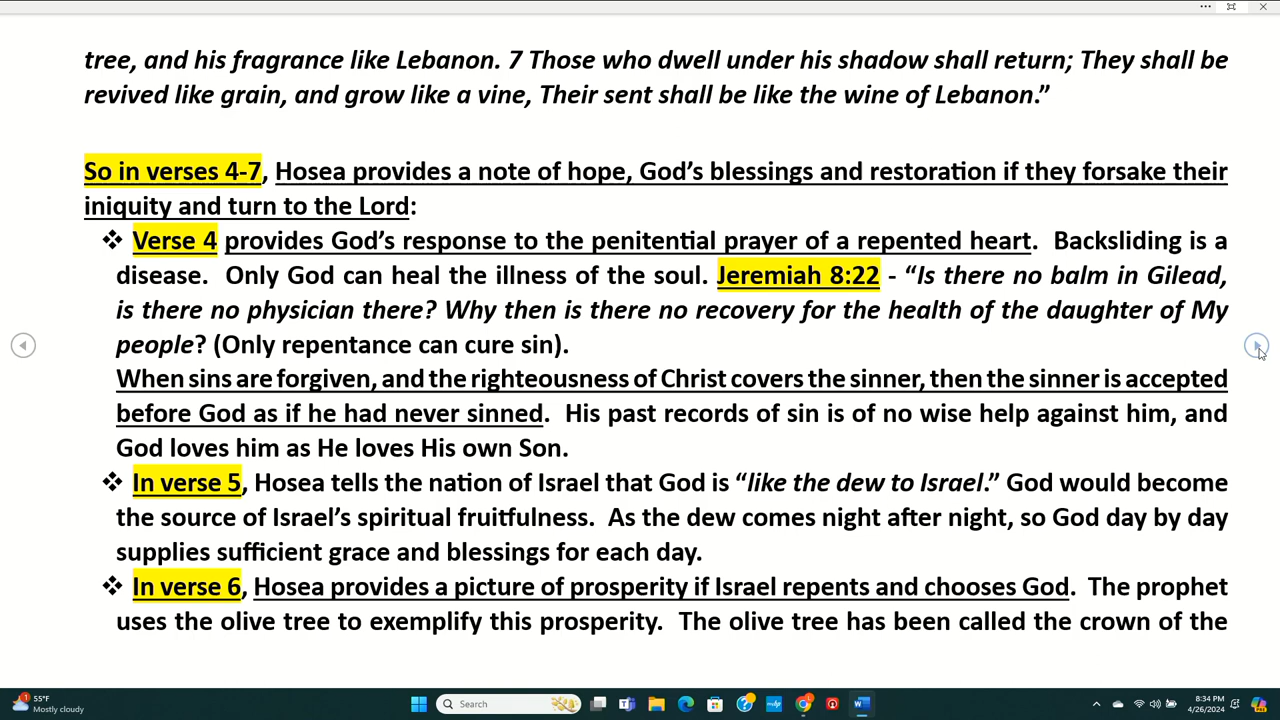 tree, and his fragrance like Lebanon. 7 Those who dwell under his shadow shall return; They shall be
revived like grain, and grow like a vine, Their sent shall be like the wine of Lebanon.”
So in verses 4-7, Hosea provides a note of hope, God’s blessings and restoration if they forsake their
iniquity and turn to the Lord:
❖ Verse 4 provides God’s response to the penitential prayer of a repented heart. Backsliding is a
disease. Only God can heal the illness of the soul. Jeremiah 8:22 - “Is there no balm in Gilead,
is there no physician there? Why then is there no recovery for the health of the daughter of My
people? (Only repentance can cure sin).
When sins are forgiven, and the righteousness of Christ covers the sinner, then the sinner is accepted
before God as if he had never sinned. His past records of sin is of no wise help against him, and
God loves him as He loves His own Son.
❖ In verse 5, Hosea tells the nation of Israel that God is “like the dew to Israel.” God would become
the source of Israel’s spiritual fruitfulness. As the dew comes night after night, so God day by day
supplies sufficient grace and blessings for each day.
❖ In verse 6, Hosea provides a picture of prosperity if Israel repents and chooses God. The prophet
uses the olive tree to exemplify this prosperity. The olive tree has been called the crown of the
1
55°F
Mostly cloudy
Search
8:34 PM
4/26/2024